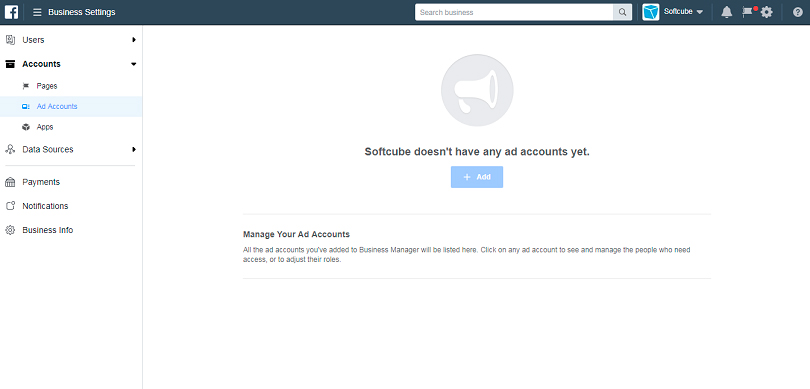 Business Settings
Search business
Softcube
Users
Accounts
Pages
Ad Accounts
Apps
Data Sources
Payments
Notifications
Business Info
Softcube doesn't have any ad accounts yet.
+ Add
Manage Your Ad Accounts
All the ad accounts you've added to Business Manager will be listed here. Click on any ad account to see and manage the people who need
access, or to adjust their roles.